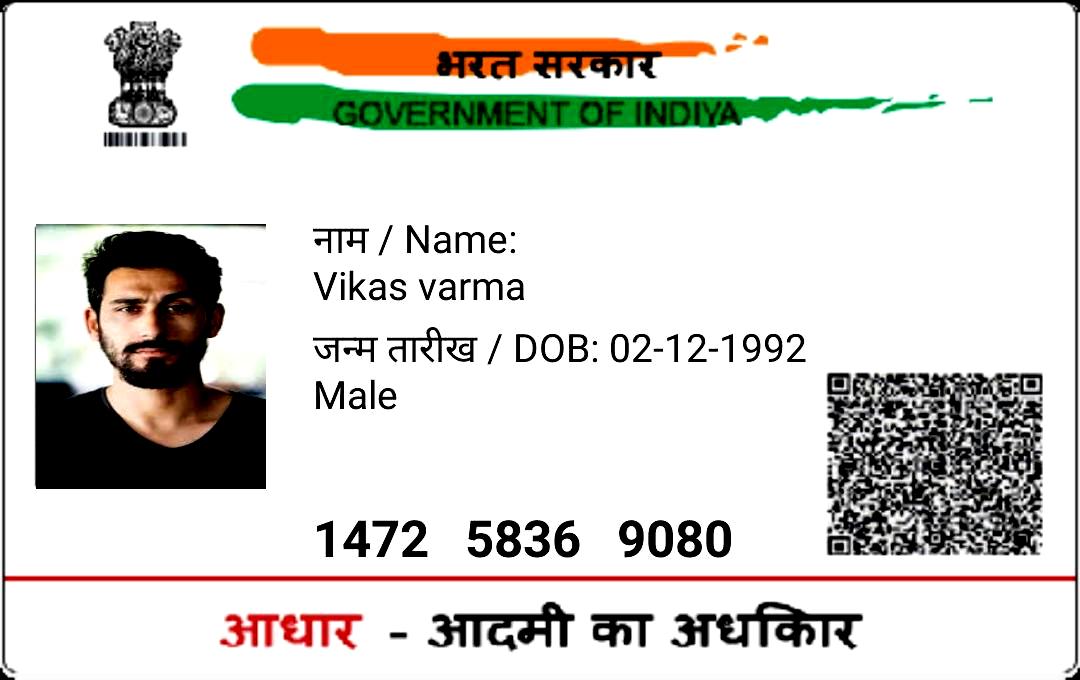 भरत सरकार
GOVERNMENT OF INDIYA
नाम / Name:
Vikas varma
जन्म तारीख / DOB: 02-12-1992
Male
1472 5836 9080
आधार - आदमी का अधकिार